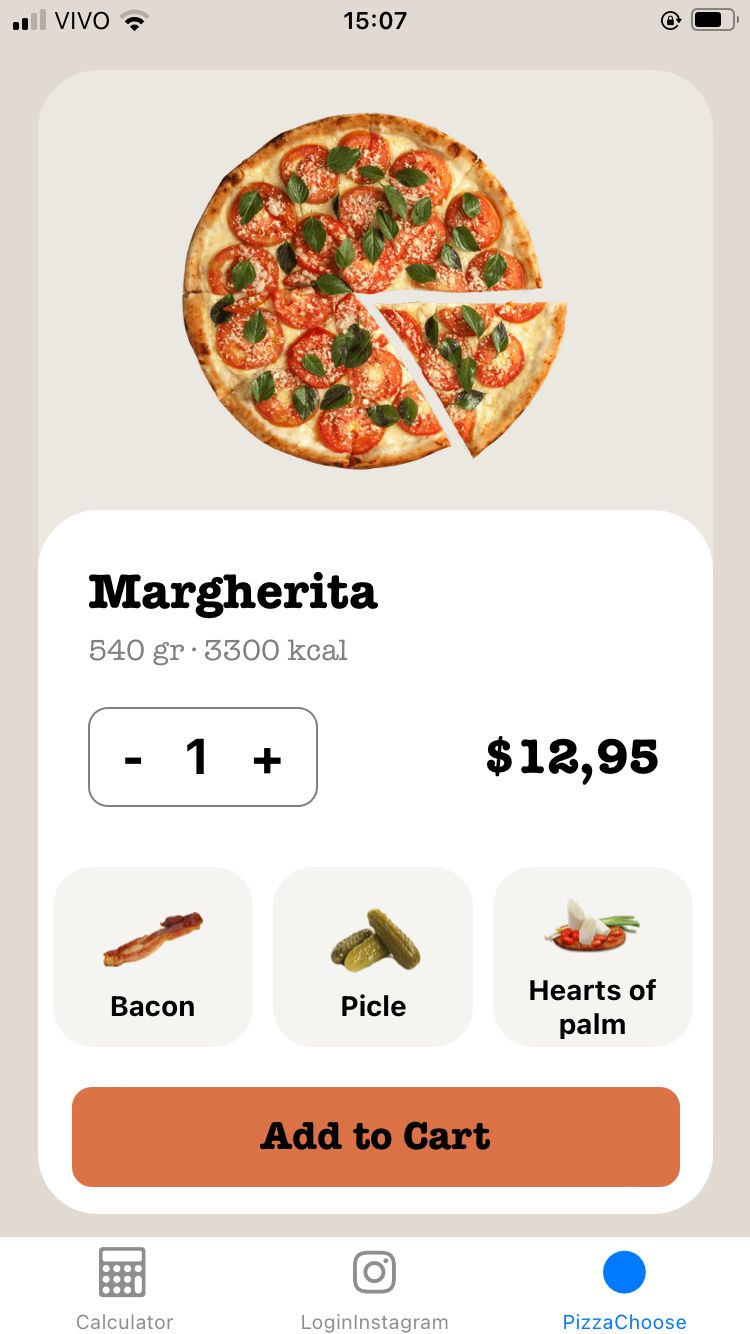 VIVO 15:07
Margherita
540 gr · 3300 kcal
- 1 + $12,95
Bacon Picle Hearts of
palm
Add to Cart
Calculator LoginInstagram PizzaChoose